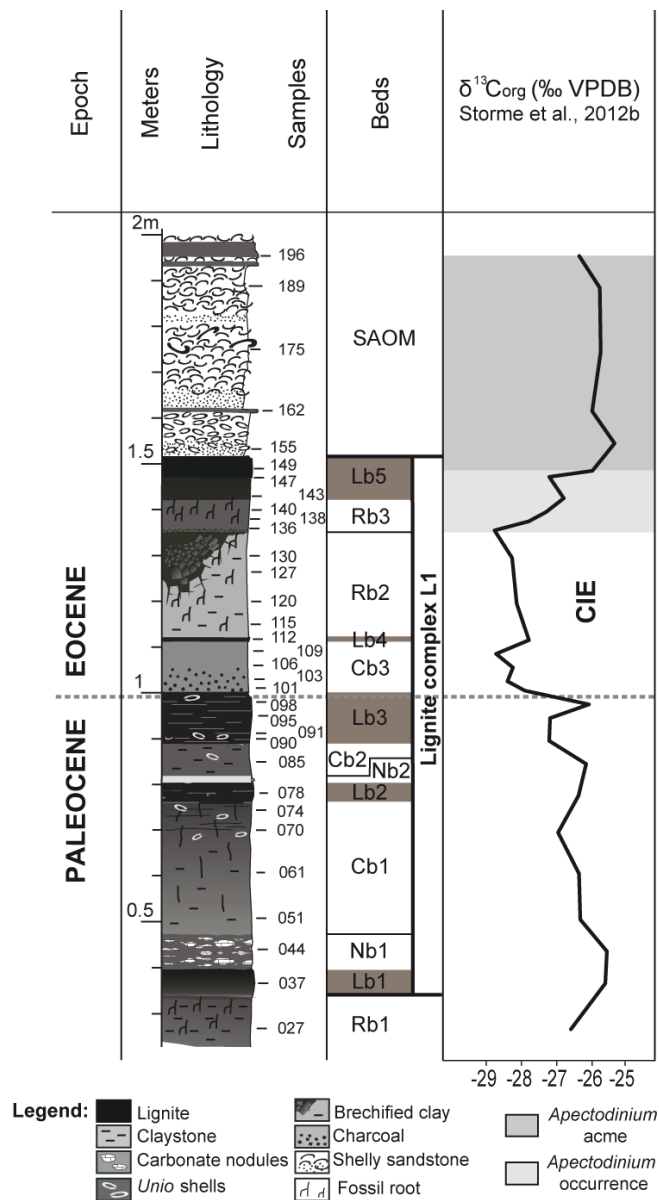 Epoch
Meters
Lithology
Samples
Beds
δ¹³Corg (‰ VPDB)
Storme et al., 2012b
2m
1.5
1
0.5
EOCENE
PALEOCENE
196
189
175
162
155
149
147
143
140
138
136
130
127
120
115
112
109
106
103
101
098
095
091
090
085
078
074
070
061
051
044
037
027
SAOM
Lb5
Rb3
Rb2
Lb4
Cb3
Lb3
Cb2
Nb2
Lb2
Cb1
Nb1
Lb1
Rb1
Lignite complex L1
CIE
-29 -28 -27 -26 -25
Legend:
Lignite
Claystone
Carbonate nodules
Unio shells
Brechified clay
Charcoal
Shelly sandstone
Fossil root
Apectodinium
acme
Apectodinium
occurrence